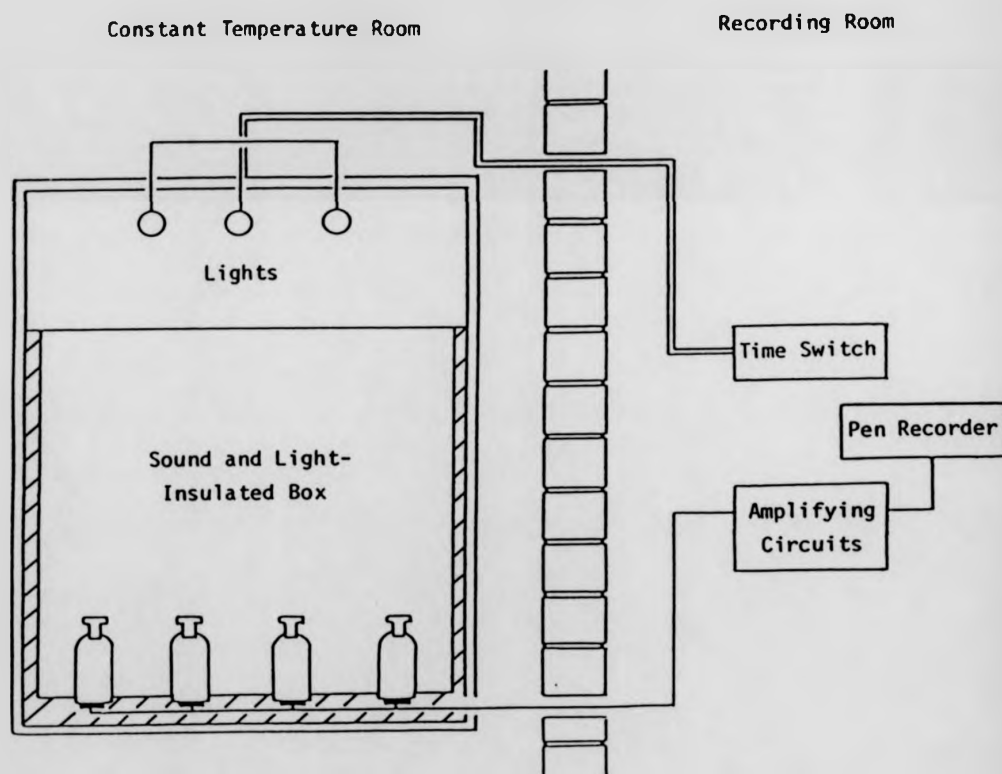 Constant Temperature Room
Recording Room
Lights
Time Switch
Pen Recorder
Sound and Light-
Insulated Box
Amplifying
Circuits